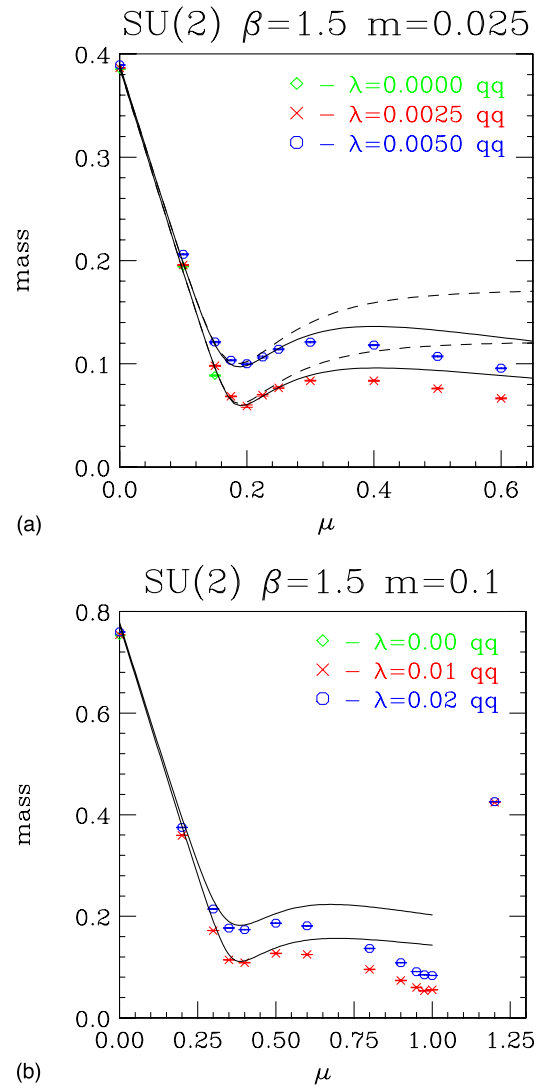 SU(2) β=1.5 m=0.025
0.4
0.3
0.2
0.1
0.0
mass
◇ – λ=0.0000 qq
× – λ=0.0025 qq
○ – λ=0.0050 qq
0.0 0.2 0.4 0.6
μ
(a)
SU(2) β=1.5 m=0.1
0.8
0.6
0.4
0.2
0.0
mass
◇ – λ=0.00 qq
× – λ=0.01 qq
○ – λ=0.02 qq
0.00 0.25 0.50 0.75 1.00 1.25
μ
(b)